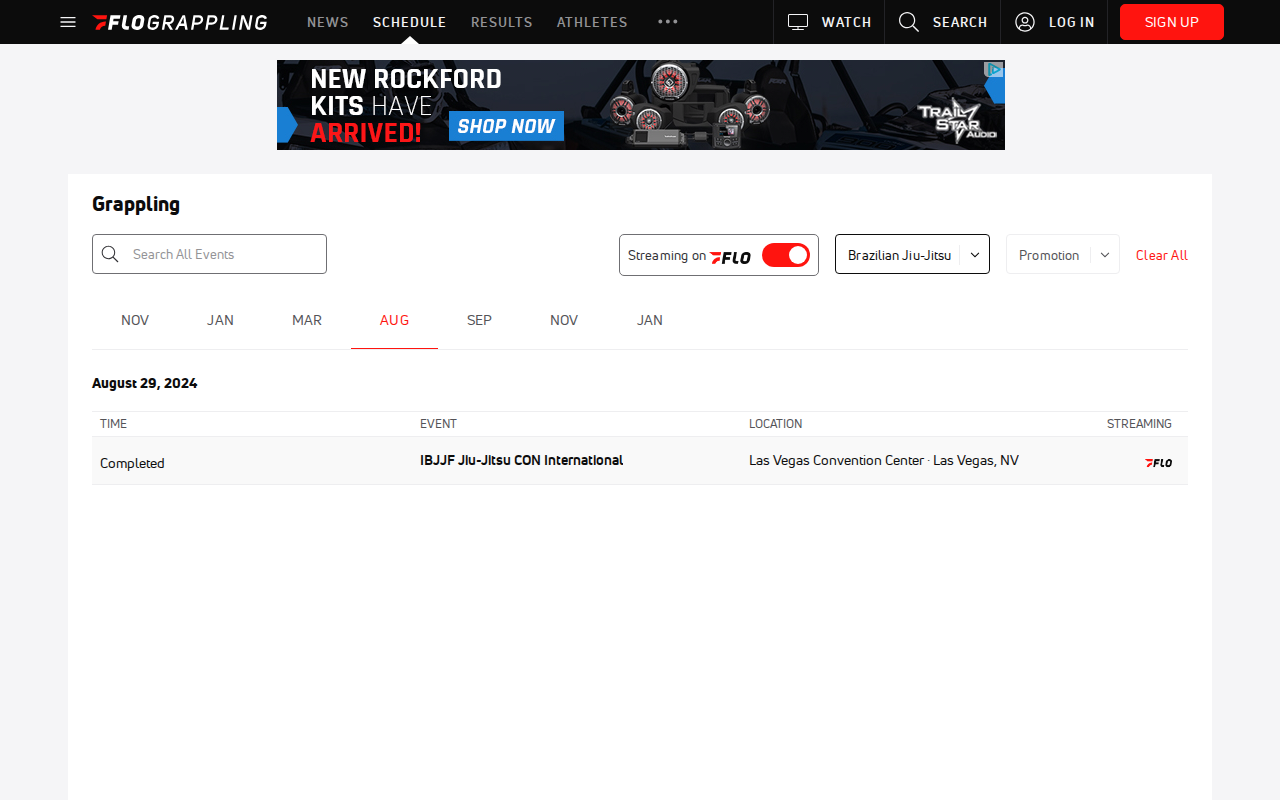 FLOGRAPPLING NEWS SCHEDULE RESULTS ATHLETES WATCH SEARCH LOG IN SIGN UP
NEW ROCKFORD
KITS HAVE
ARRIVED!
SHOP NOW
TRAIL
STAR
AUDIO
Grappling
Search All Events
Streaming on FLO
Brazilian Jiu-Jitsu
Promotion
Clear All
NOV JAN MAR AUG SEP NOV JAN
August 29, 2024
TIME EVENT LOCATION STREAMING
Completed IBJJF Jiu-Jitsu CON International Las Vegas Convention Center · Las Vegas, NV FLO